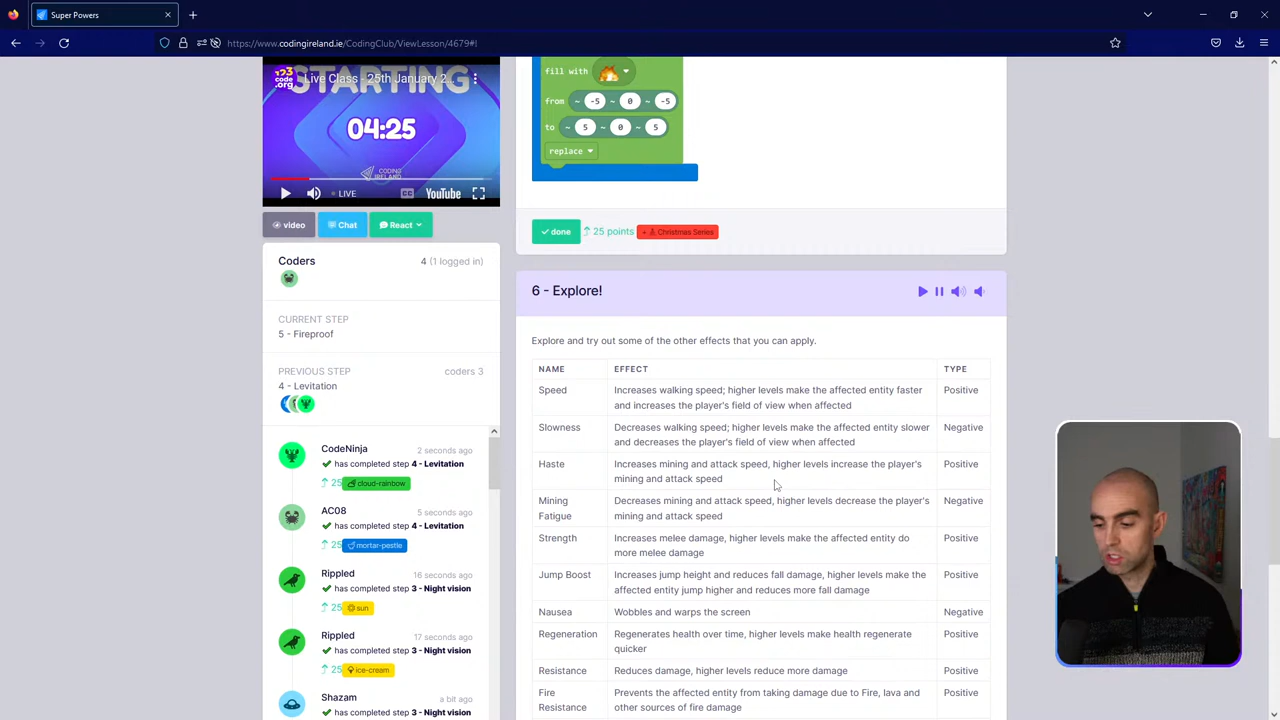 Super Powers
https://www.codingireland.ie/CodingClub/ViewLesson/4679#!
123
code
.org
Live Class - 25th January 2...
STARTING
04:25
CODING
IRELAND
LIVE
CC
YouTube
video
Chat
React
Coders
4 (1 logged in)
CURRENT STEP
5 - Fireproof
PREVIOUS STEP
coders 3
4 - Levitation
CodeNinja
2 seconds ago
has completed step 4 - Levitation
25 cloud-rainbow
AC08
5 seconds ago
has completed step 4 - Levitation
25 mortar-pestle
Rippled
16 seconds ago
has completed step 3 - Night vision
25 sun
Rippled
17 seconds ago
has completed step 3 - Night vision
25 ice-cream
Shazam
a bit ago
fill with
from ~ -5 ~ 0 ~ -5
to ~ 5 ~ 0 ~ 5
replace
done
25 points
+ Christmas Series
6 - Explore!
Explore and try out some of the other effects that you can apply.
NAME EFFECT TYPE
Speed Increases walking speed; higher levels make the affected entity faster Positive
and increases the player's field of view when affected
Slowness Decreases walking speed; higher levels make the affected entity slower Negative
and decreases the player's field of view when affected
Haste Increases mining and attack speed, higher levels increase the player's Positive
mining and attack speed
Mining Decreases mining and attack speed, higher levels decrease the player's Negative
Fatigue mining and attack speed
Strength Increases melee damage, higher levels make the affected entity do Positive
more melee damage
Jump Boost Increases jump height and reduces fall damage, higher levels make the Positive
affected entity jump higher and reduces more fall damage
Nausea Wobbles and warps the screen Negative
Regeneration Regenerates health over time, higher levels make health regenerate Positive
quicker
Resistance Reduces damage, higher levels reduce more damage Positive
Fire Prevents the affected entity from taking damage due to Fire, lava and Positive
Resistance other sources of fire damage